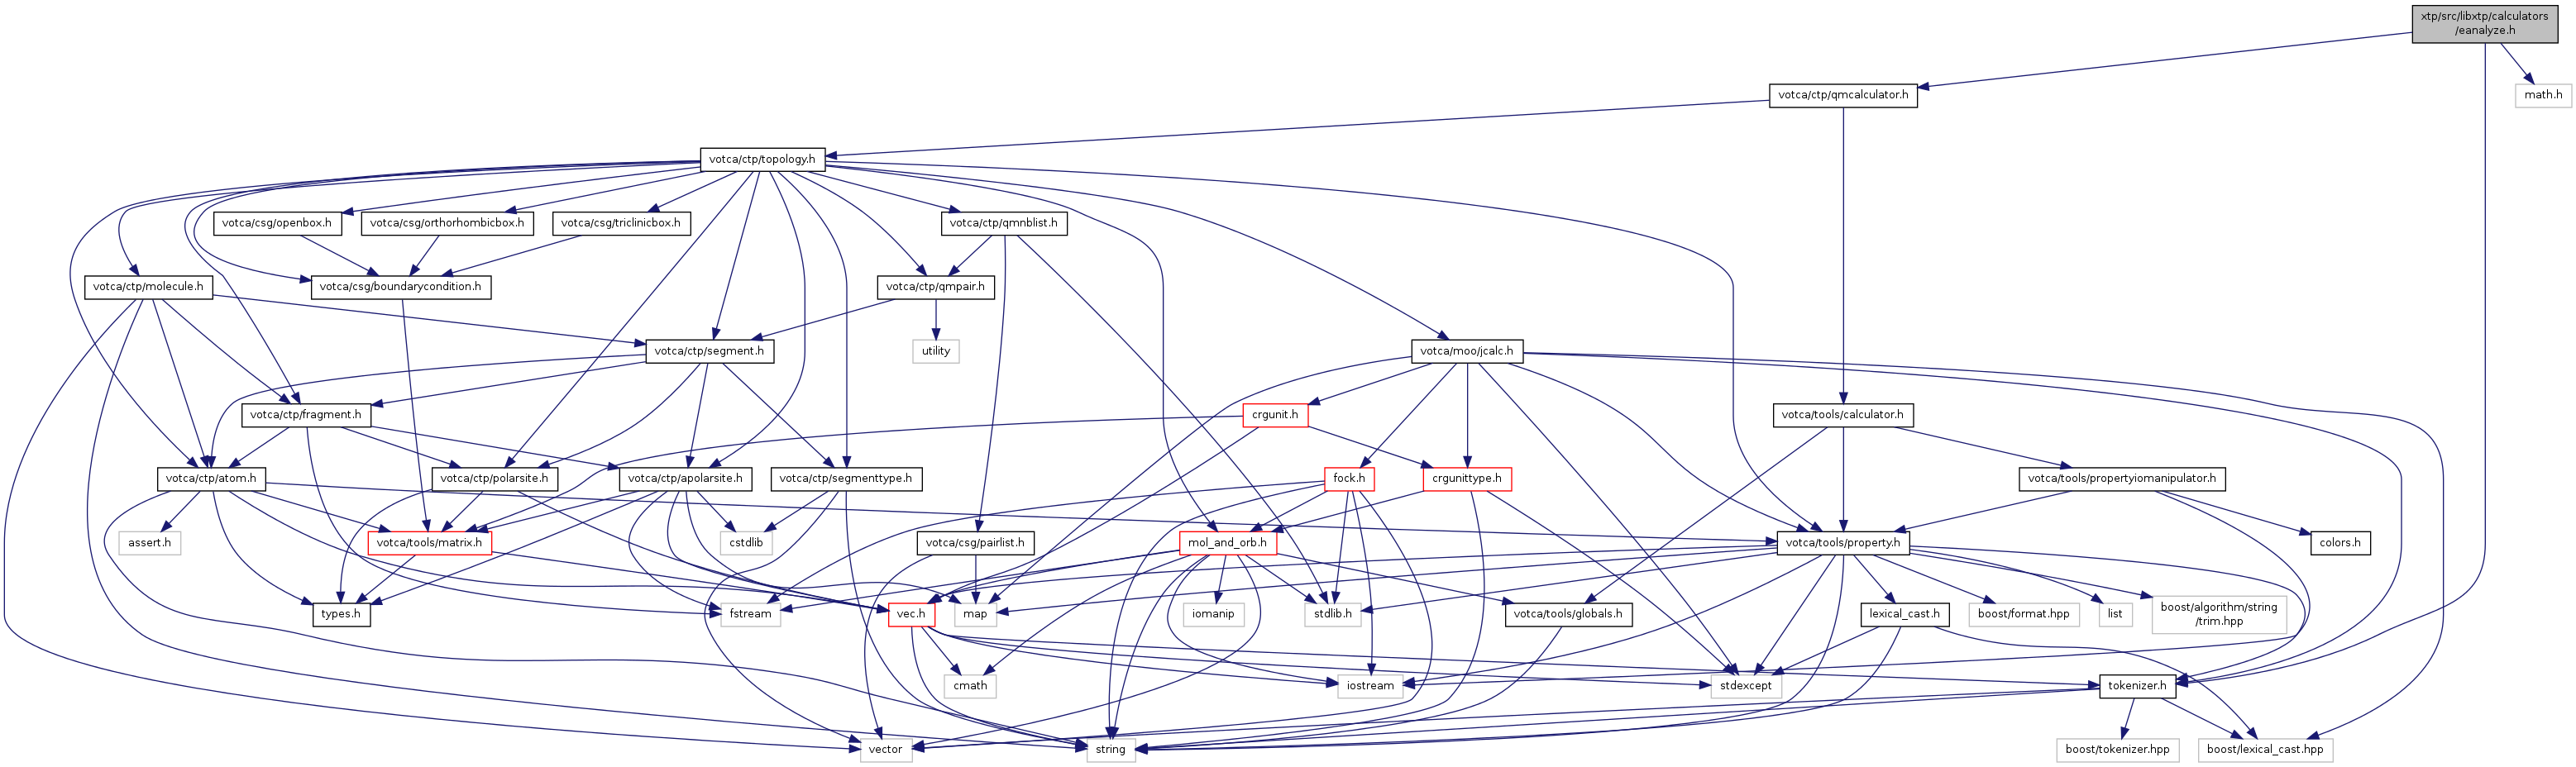 xtp/src/libxtp/calculators
/eanalyze.h
votca/ctp/qmcalculator.h
math.h
votca/ctp/topology.h
votca/csg/openbox.h
votca/csg/orthorhombicbox.h
votca/csg/triclinicbox.h
votca/ctp/qmnblist.h
votca/ctp/molecule.h
votca/csg/boundarycondition.h
votca/ctp/qmpair.h
votca/ctp/segment.h
utility
votca/moo/jcalc.h
votca/ctp/fragment.h
crgunit.h
votca/tools/calculator.h
votca/ctp/atom.h
votca/ctp/polarsite.h
votca/ctp/apolarsite.h
votca/ctp/segmenttype.h
fock.h
crgunittype.h
votca/tools/propertyiomanipulator.h
assert.h
votca/tools/matrix.h
cstdlib
votca/csg/pairlist.h
mol_and_orb.h
votca/tools/property.h
colors.h
types.h
fstream
vec.h
map
iomanip
stdlib.h
votca/tools/globals.h
lexical_cast.h
boost/format.hpp
list
boost/algorithm/string
/trim.hpp
cmath
iostream
stdexcept
tokenizer.h
vector
string
boost/tokenizer.hpp
boost/lexical_cast.hpp